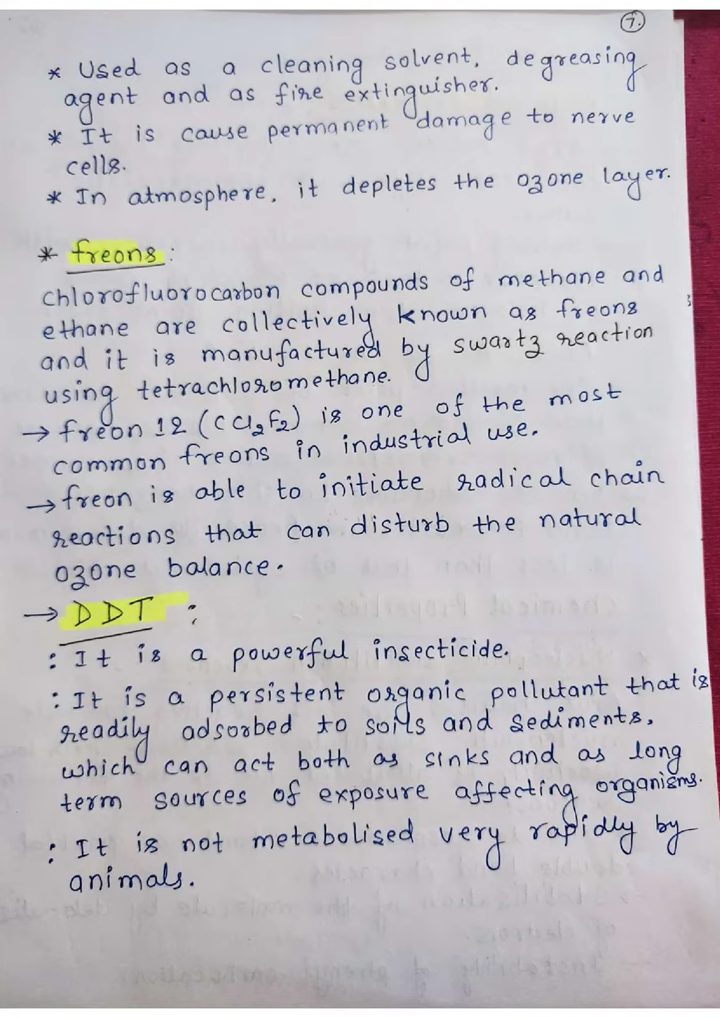 7.
* Used as a cleaning solvent, degreasing
agent and as fire extinguisher.
* It is cause permanent damage to nerve
cells.
* In atmosphere, it depletes the ozone layer.
* freons :
chlorofluorocarbon compounds of methane and
ethane are collectively known as freons
and it is manufactured by swartz reaction
using tetrachloromethane.
→ freon 12 (CCl2F2) is one of the most
common freons in industrial use.
→ freon is able to initiate radical chain
reactions that can disturb the natural
ozone balance.
→ DDT :
: It is a powerful insecticide.
: It is a persistent organic pollutant that is
readily adsorbed to soils and sediments,
which can act both as sinks and as long
term sources of exposure affecting organisms.
: It is not metabolised very rapidly by
animals.